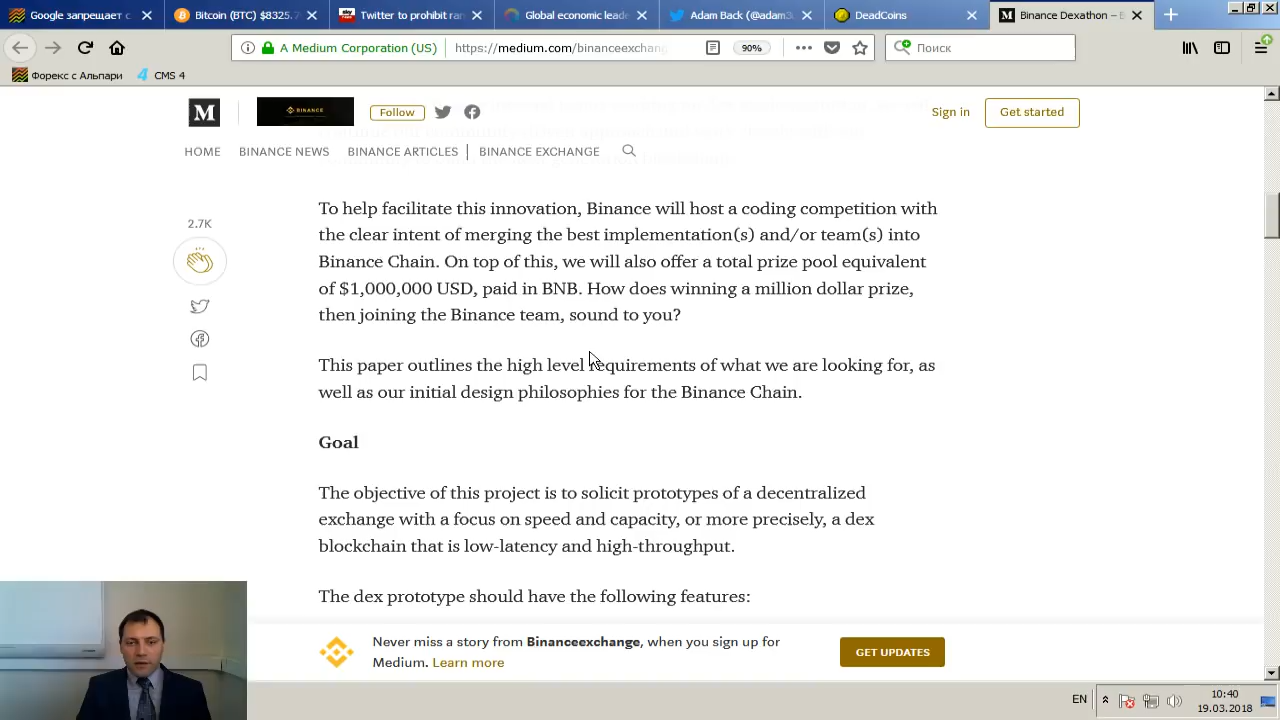 Google запрещает с
Bitcoin (BTC) $8325.7
Twitter to prohibit ran
Global economic leade
Adam Back (@adam3u
DeadCoins
Binance Dexathon – B
A Medium Corporation (US)
https://medium.com/binanceexchang
90%
Поиск
Форекс с Альпари
CMS 4
BINANCE
Follow
Sign in
Get started
HOME
BINANCE NEWS
BINANCE ARTICLES
BINANCE EXCHANGE
2.7K
To help facilitate this innovation, Binance will host a coding competition with
the clear intent of merging the best implementation(s) and/or team(s) into
Binance Chain. On top of this, we will also offer a total prize pool equivalent
of $1,000,000 USD, paid in BNB. How does winning a million dollar prize,
then joining the Binance team, sound to you?
This paper outlines the high level requirements of what we are looking for, as
well as our initial design philosophies for the Binance Chain.
Goal
The objective of this project is to solicit prototypes of a decentralized
exchange with a focus on speed and capacity, or more precisely, a dex
blockchain that is low-latency and high-throughput.
The dex prototype should have the following features:
Never miss a story from Binanceexchange, when you sign up for
Medium. Learn more
GET UPDATES
EN
10:40
19.03.2018